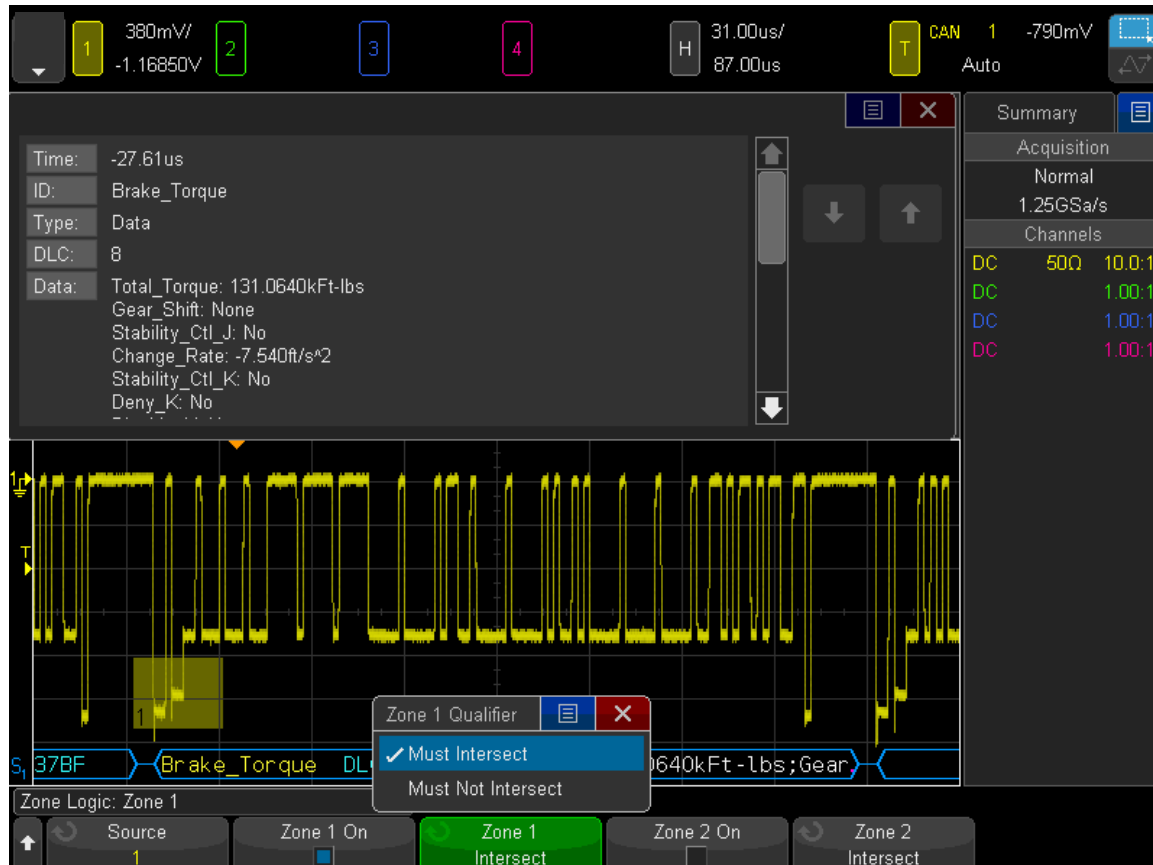 1 380mV/ 2 3 4 H 31.00us/ T CAN 1 -790mV
-1.16850V 87.00us Auto
Summary
Acquisition
Normal
1.25GSa/s
Channels
DC 50Ω 10.0:1
DC 1.00:1
DC 1.00:1
DC 1.00:1
Time: -27.61us
ID: Brake_Torque
Type: Data
DLC: 8
Data: Total_Torque: 131.0640kFt-lbs
Gear_Shift: None
Stability_Ctl_J: No
Change_Rate: -7.540ft/s^2
Stability_Ctl_K: No
Deny_K: No
1
T
1
Zone 1 Qualifier
Must Intersect
Must Not Intersect
S1 37BF Brake_Torque DL 0640kFt-lbs;Gear
Zone Logic: Zone 1
Source Zone 1 On Zone 1 Zone 2 On Zone 2
1 Intersect Intersect